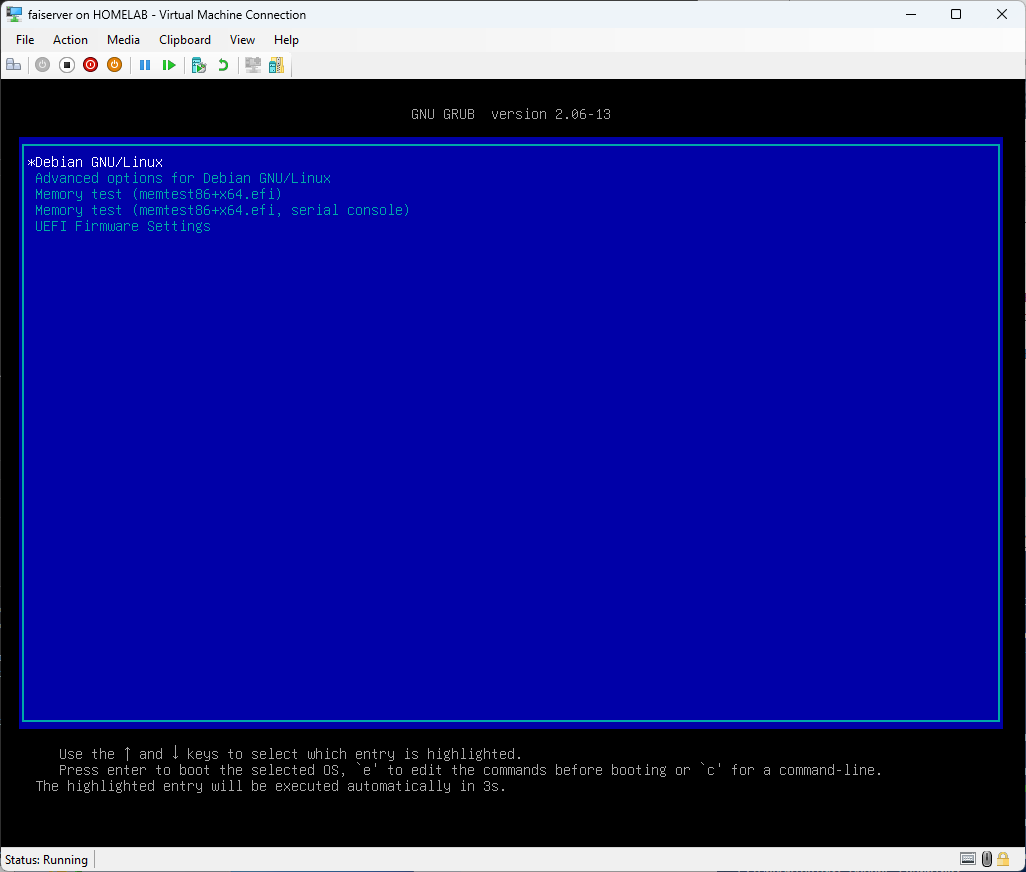 faiserver on HOMELAB - Virtual Machine Connection
File Action Media Clipboard View Help
GNU GRUB version 2.06-13
*Debian GNU/Linux
Advanced options for Debian GNU/Linux
Memory test (memtest86+x64.efi)
Memory test (memtest86+x64.efi, serial console)
UEFI Firmware Settings
Use the ↑ and ↓ keys to select which entry is highlighted.
Press enter to boot the selected OS, `e' to edit the commands before booting or `c' for a command-line.
The highlighted entry will be executed automatically in 3s.
Status: Running